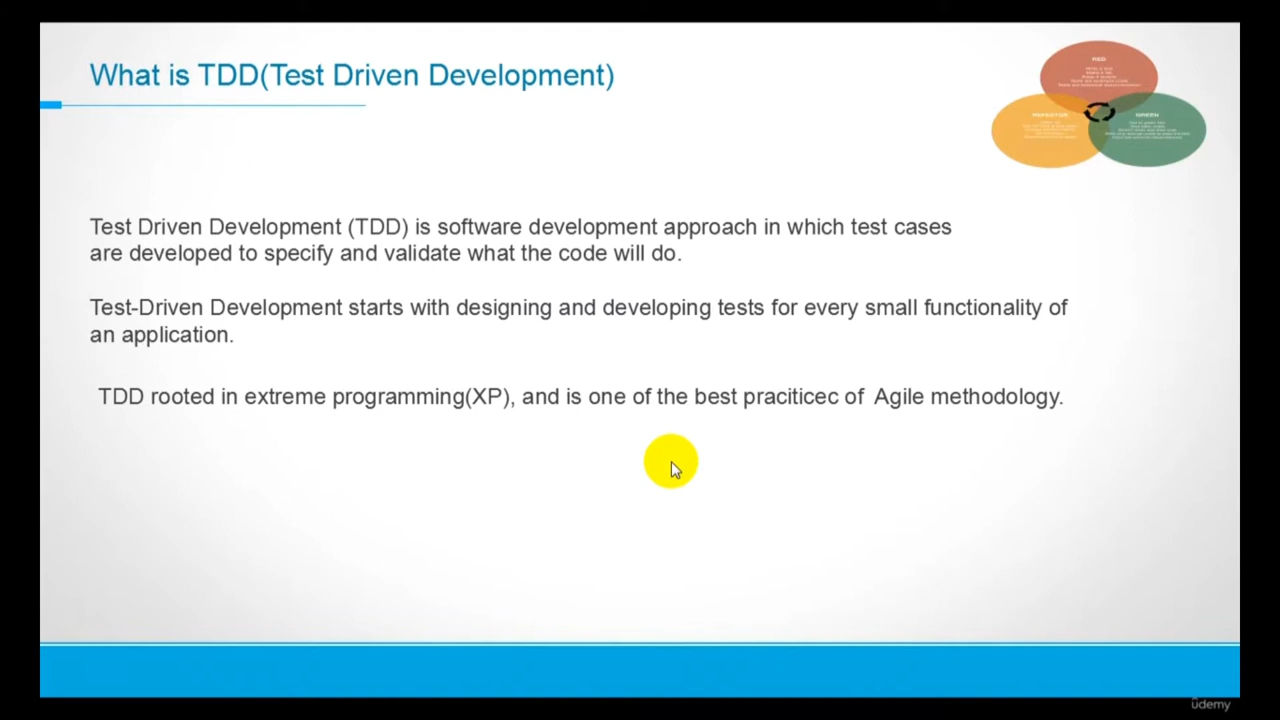 What is TDD(Test Driven Development)
RED
REFACTOR
GREEN
Test Driven Development (TDD) is software development approach in which test cases
are developed to specify and validate what the code will do.
Test-Driven Development starts with designing and developing tests for every small functionality of
an application.
TDD rooted in extreme programming(XP), and is one of the best praciticec of Agile methodology.
ûdemy